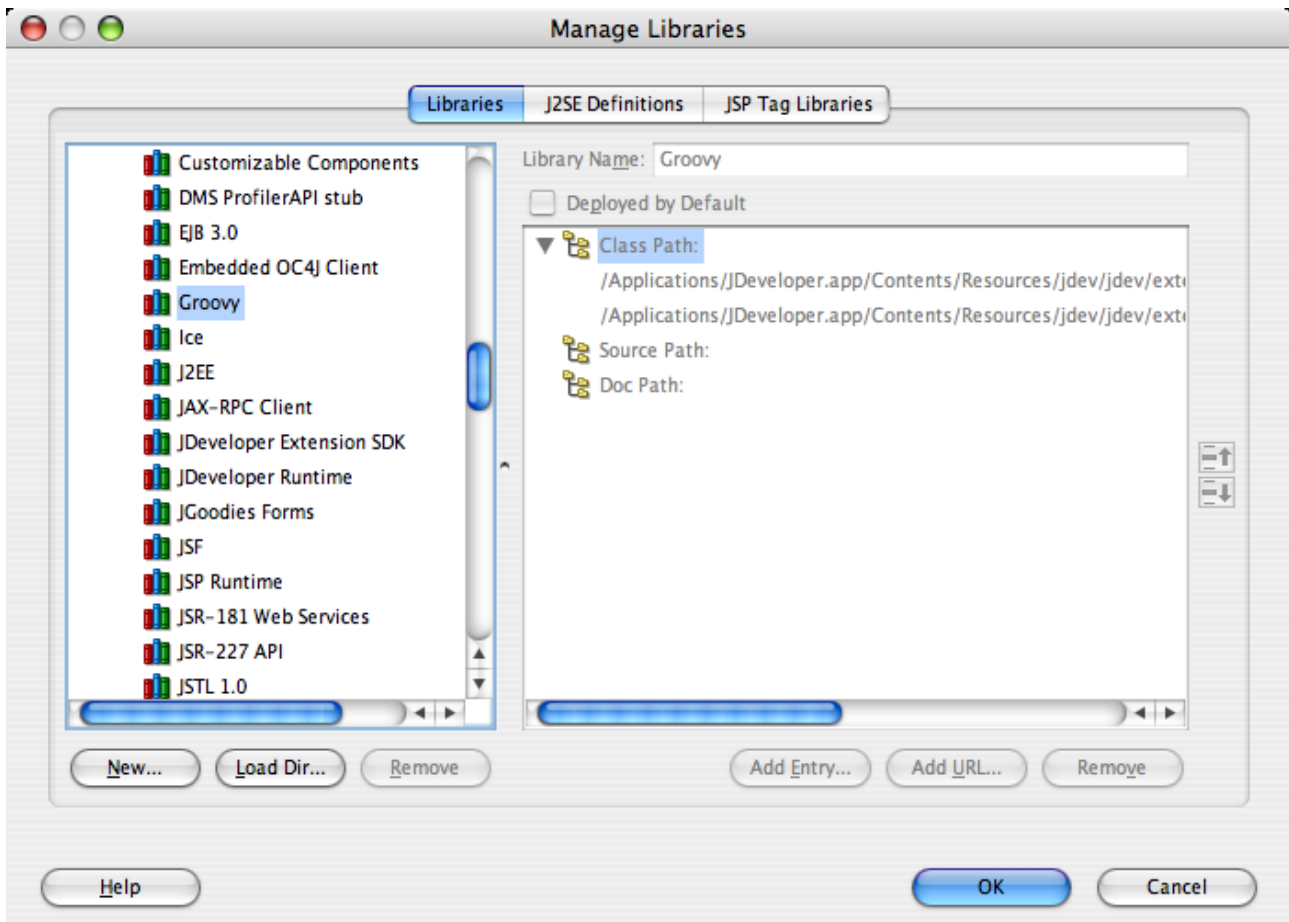 Manage Libraries
Libraries
J2SE Definitions
JSP Tag Libraries
Customizable Components
DMS ProfilerAPI stub
EJB 3.0
Embedded OC4J Client
Groovy
Ice
J2EE
JAX-RPC Client
JDeveloper Extension SDK
JDeveloper Runtime
JGoodies Forms
JSF
JSP Runtime
JSR-181 Web Services
JSR-227 API
JSTL 1.0
New...
Load Dir...
Remove
Library Name: Groovy
Deployed by Default
Class Path:
/Applications/JDeveloper.app/Contents/Resources/jdev/jdev/exte
/Applications/JDeveloper.app/Contents/Resources/jdev/jdev/exte
Source Path:
Doc Path:
Add Entry...
Add URL...
Remove
Help
OK
Cancel